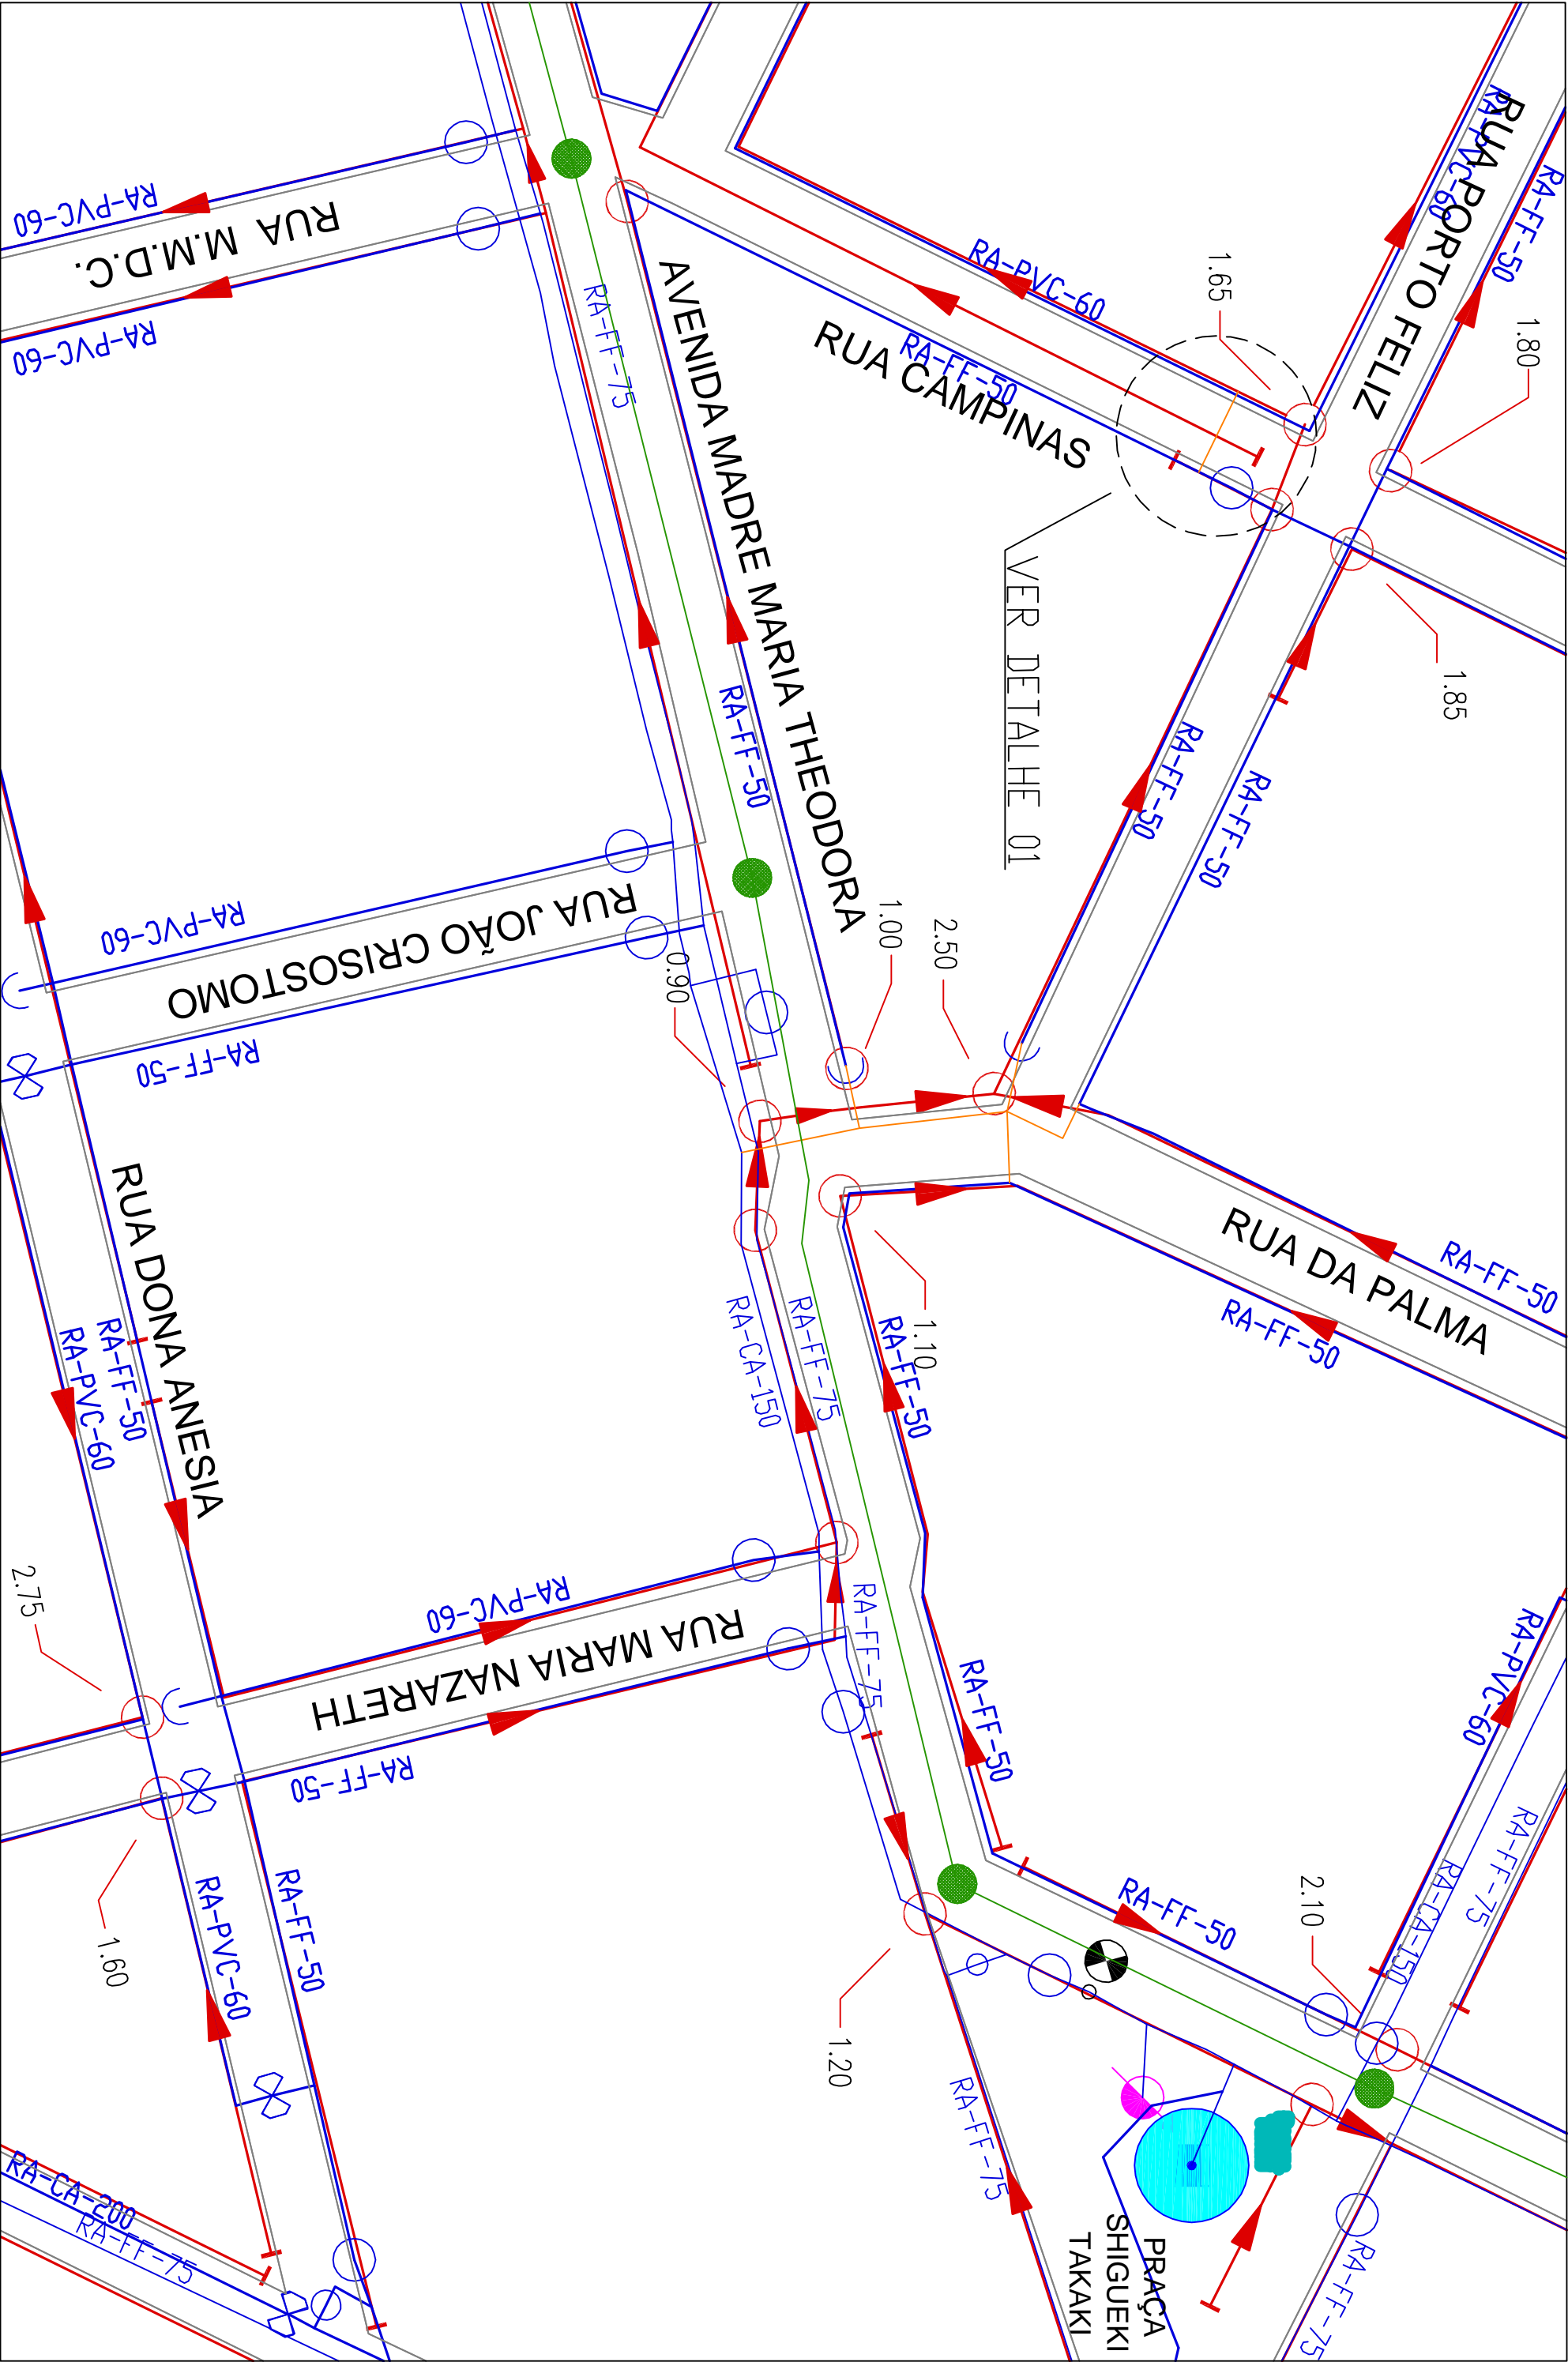 RUA PORTO FELIZ
RA-PVC-60
RA-FF-50
1.80
1.65
RA-PVC-60
RUA CAMPINAS
RA-FF-50
1.85
VER DETALHE 01
RA-PVC-60
RUA M.M.D.C.
RA-PVC-60
RA-FF-75
AVENIDA MADRE MARIA THEODORA
RA-FF-50
RA-FF-50
RA-FF-50
1.00
2.50
0.90
RA-PVC-60
RUA JOÃO CRISOSTOMO
RA-FF-50
RUA DA PALMA
RA-FF-50
RA-FF-50
1.10
RA-FF-50
RA-FF-75
RA-CA-150
RUA DONA ANESIA
RA-FF-50
RA-PVC-60
2.75
RA-PVC-60
RUA MARIA NAZARETH
RA-FF-50
RA-FF-75
RA-FF-50
RA-PVC-60
RA-FF-75
RA-CA-150
RA-FF-50
2.10
1.60
RA-FF-50
RA-PVC-60
1.20
RA-FF-75
RA-CA-200
RA-FF-75
PRAÇA
SHIGUEKI
TAKAKI
RA-FF-75